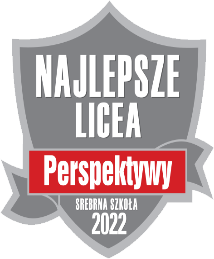 NAJLEPSZE
LICEA
Perspektywy
SREBRNA SZKOŁA
2022